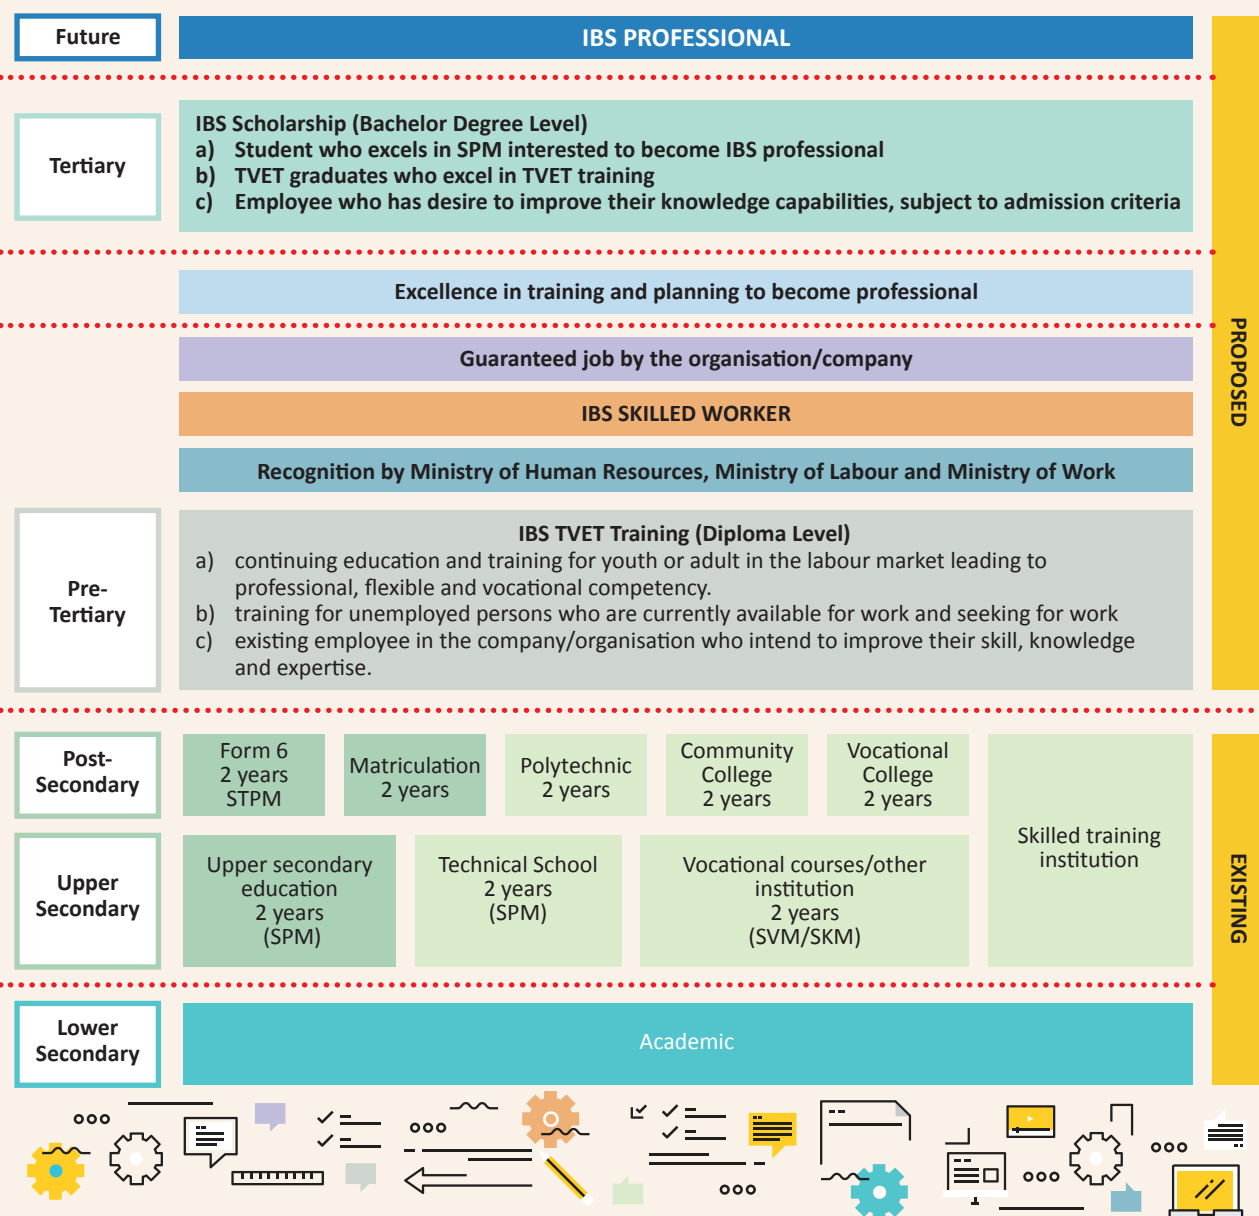 Future
IBS PROFESSIONAL
Tertiary
IBS Scholarship (Bachelor Degree Level)
a) Student who excels in SPM interested to become IBS professional
b) TVET graduates who excel in TVET training
c) Employee who has desire to improve their knowledge capabilities, subject to admission criteria
Excellence in training and planning to become professional
Guaranteed job by the organisation/company
IBS SKILLED WORKER
Recognition by Ministry of Human Resources, Ministry of Labour and Ministry of Work
PROPOSED
Pre-
Tertiary
IBS TVET Training (Diploma Level)
a) continuing education and training for youth or adult in the labour market leading to
professional, flexible and vocational competency.
b) training for unemployed persons who are currently available for work and seeking for work
c) existing employee in the company/organisation who intend to improve their skill, knowledge
and expertise.
Post-
Secondary
Form 6
2 years
STPM
Matriculation
2 years
Polytechnic
2 years
Community
College
2 years
Vocational
College
2 years
Skilled training
institution
Upper
Secondary
Upper secondary
education
2 years
(SPM)
Technical School
2 years
(SPM)
Vocational courses/other
institution
2 years
(SVM/SKM)
EXISTING
Lower
Secondary
Academic